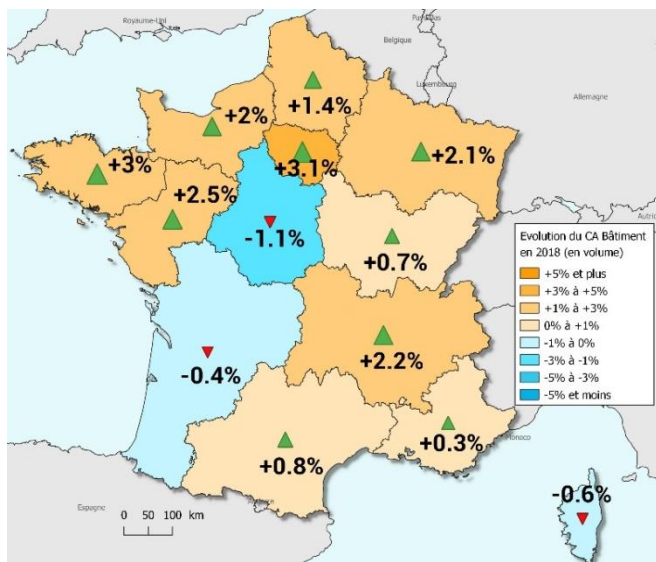 Royaume-Uni
Pays-Bas
Belgique
Luxembourg
Allemagne
+1.4%
+2%
+3.1%
+2.1%
+3%
+2.5%
-1.1%
+0.7%
Evolution du CA Bâtiment
en 2018 (en volume)
+5% et plus
+3% à +5%
+1% à +3%
0% à +1%
-1% à 0%
-3% à -1%
-5% à -3%
-5% et moins
-0.4%
+2.2%
+0.8%
+0.3%
Monaco
Espagne
0 50 100 km
-0.6%